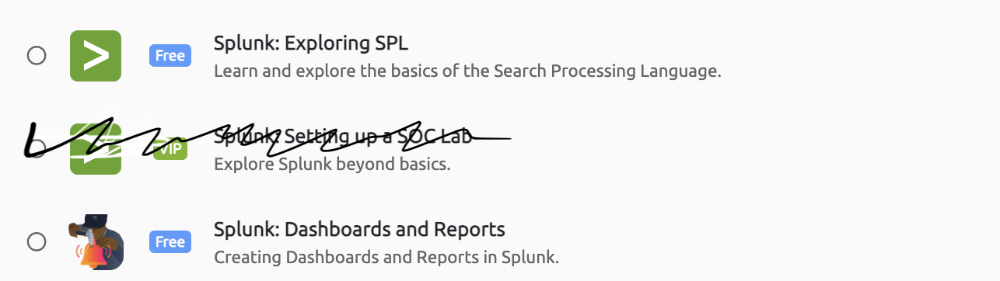 Splunk: Exploring SPL
Free
Learn and explore the basics of the Search Processing Language.
Splunk: Setting up a SOC Lab
VIP
Explore Splunk beyond basics.
Splunk: Dashboards and Reports
Free
Creating Dashboards and Reports in Splunk.